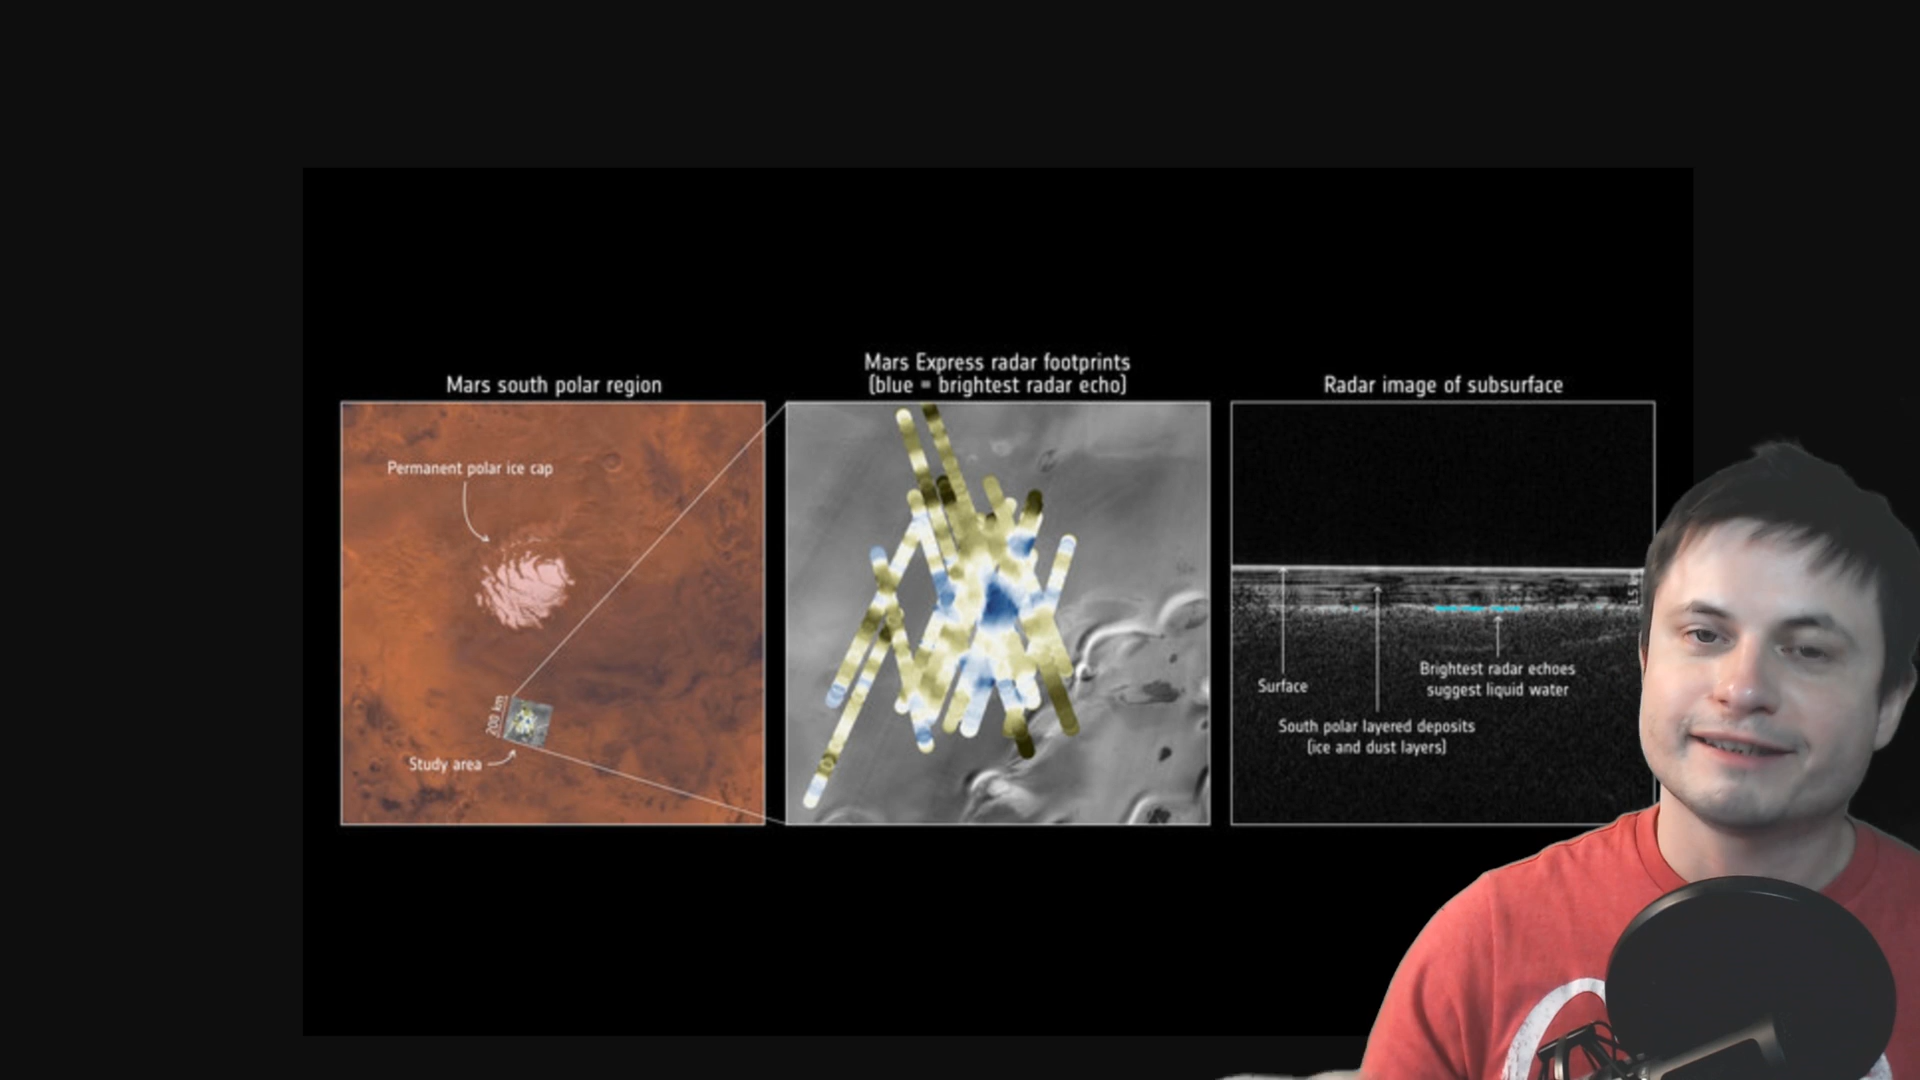 Mars south polar region
Permanent polar ice cap
200 km
Study area
Mars Express radar footprints
(blue = brightest radar echo)
Radar image of subsurface
Surface
South polar layered deposits
(ice and dust layers)
Brightest radar echoes
suggest liquid water